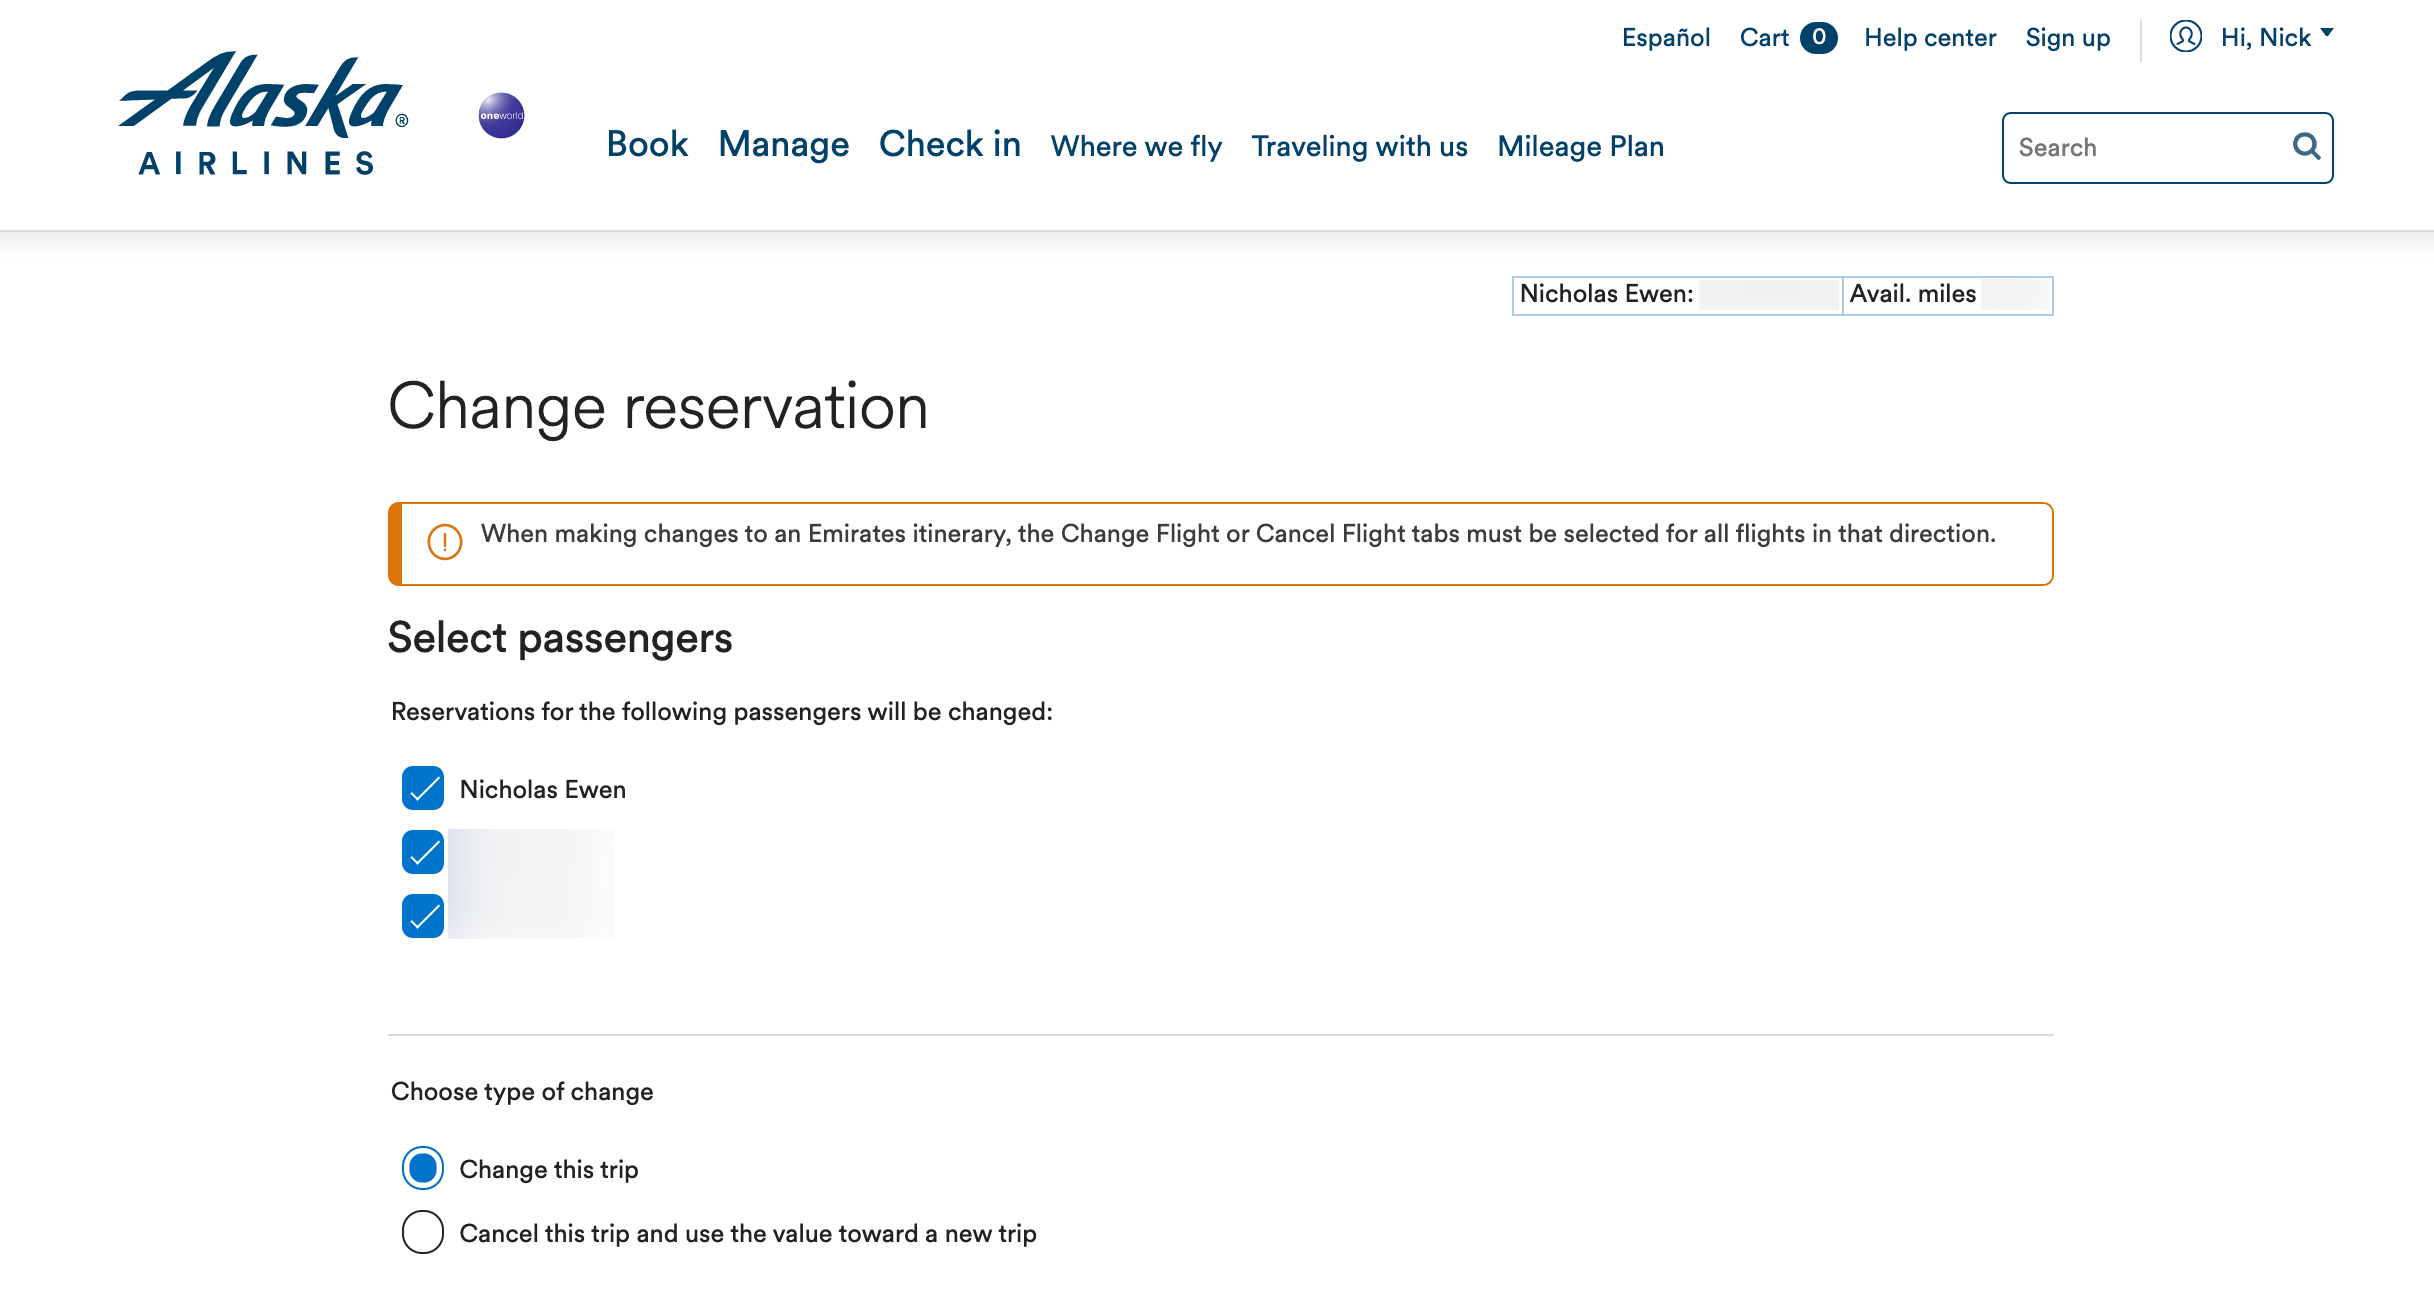 Español Cart 0 Help center Sign up Hi, Nick
Alaska®
AIRLINES
oneworld
Book Manage Check in Where we fly Traveling with us Mileage Plan
Search
Nicholas Ewen: Avail. miles
Change reservation
When making changes to an Emirates itinerary, the Change Flight or Cancel Flight tabs must be selected for all flights in that direction.
Select passengers
Reservations for the following passengers will be changed:
Nicholas Ewen
Choose type of change
Change this trip
Cancel this trip and use the value toward a new trip